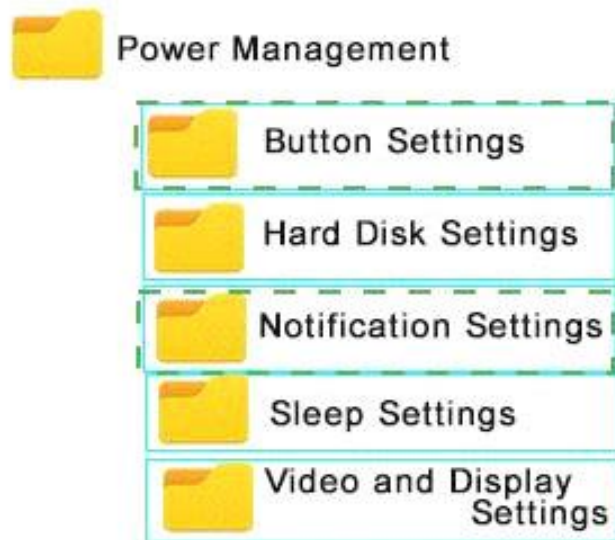 Power Management
Button Settings
Hard Disk Settings
Notification Settings
Sleep Settings
Video and Display
Settings